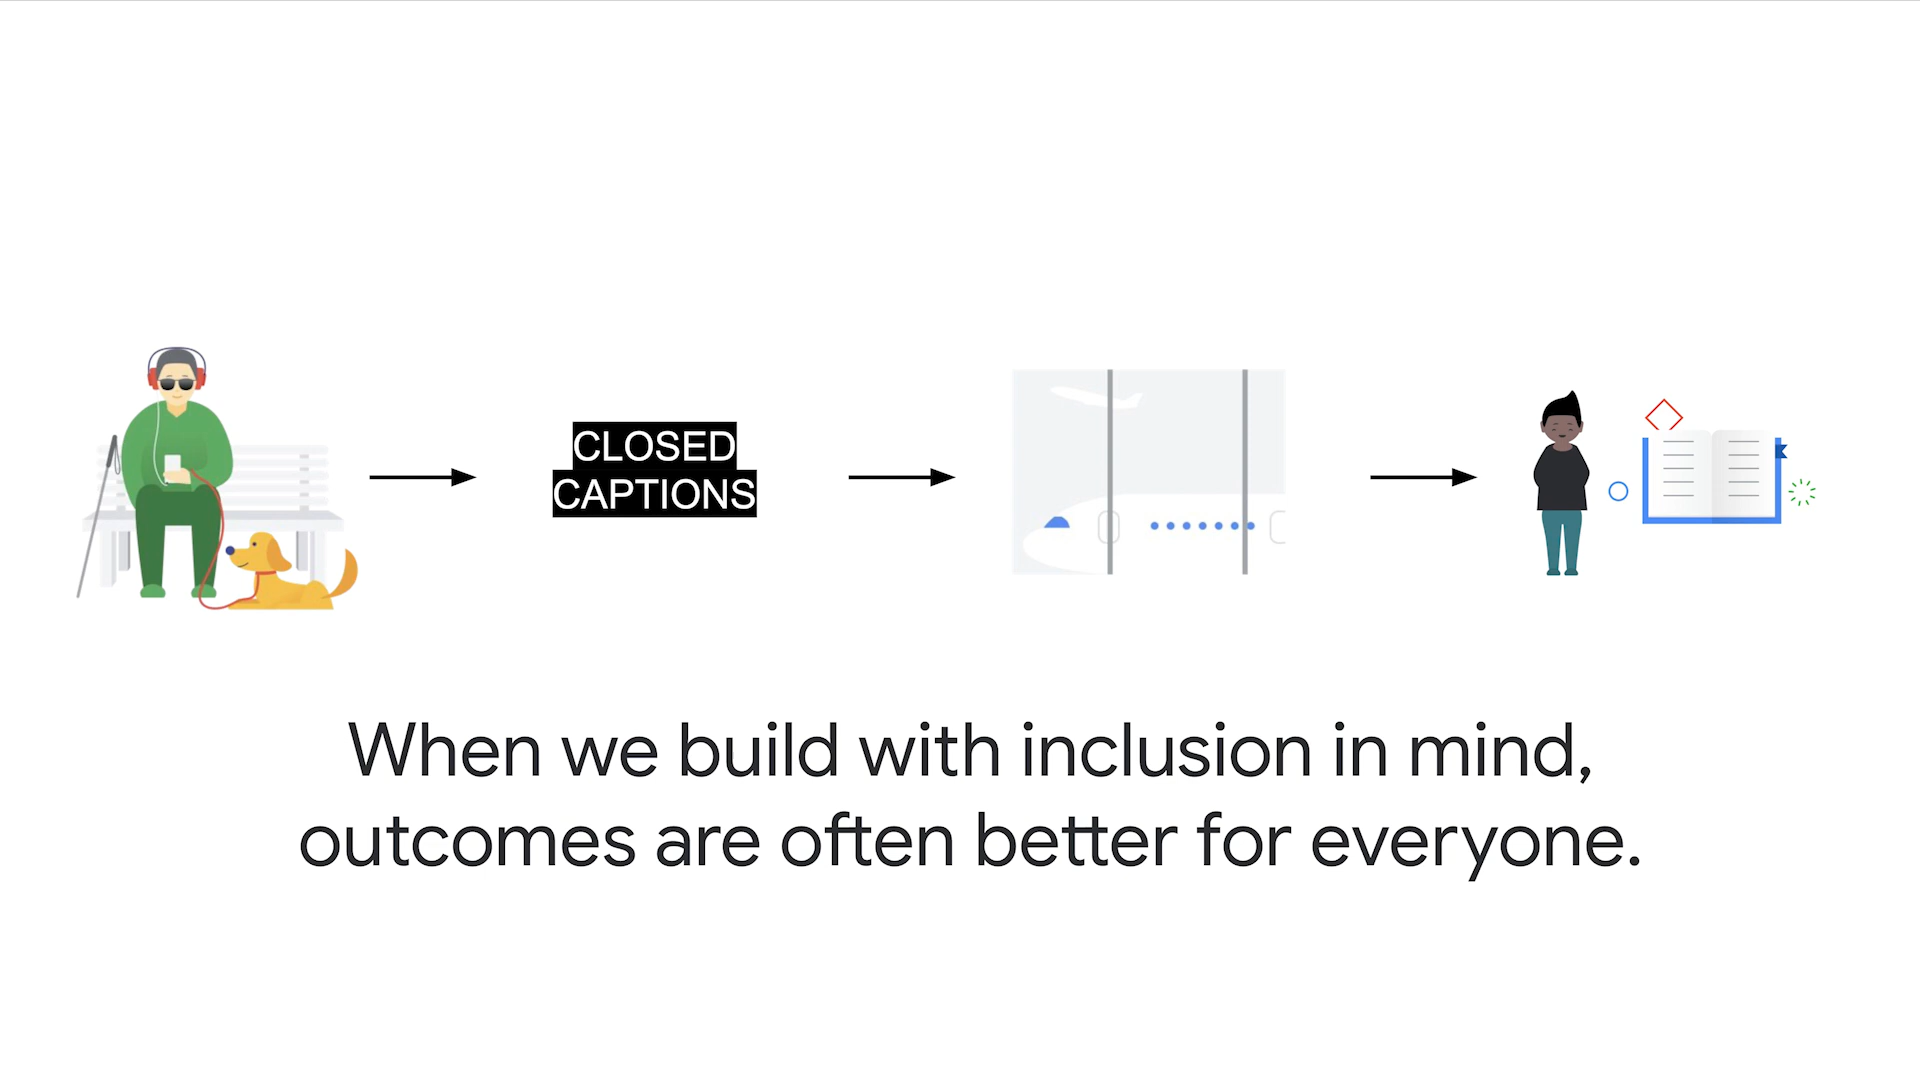 CLOSED
CAPTIONS
When we build with inclusion in mind,
outcomes are often better for everyone.